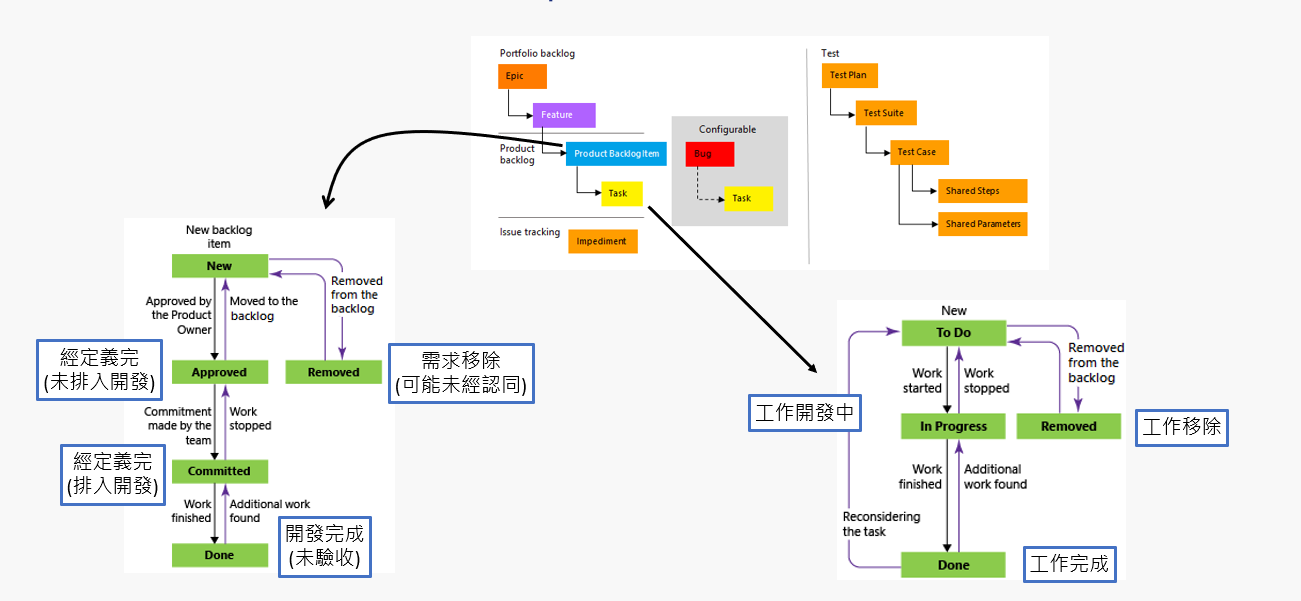 Portfolio backlog
Epic
Feature
Product
backlog
Product BacklogItem
Task
Configurable
Bug
Task
Issue tracking
Impediment
Test
Test Plan
Test Suite
Test Case
Shared Steps
Shared Parameters
New backlog
item
New
Approved by
the Product
Owner
Moved to the
backlog
Removed
from the
backlog
經定義完
(未排入開發)
Approved
Removed
需求移除
(可能未經認同)
Commitment
made by the
team
Work
stopped
經定義完
(排入開發)
Committed
Work
finished
Additional work
found
開發完成
(未驗收)
Done
New
To Do
Work
started
Work
stopped
Removed
from the
backlog
工作開發中
In Progress
Removed
工作移除
Work
finished
Additional
work found
Reconsidering
the task
Done
工作完成